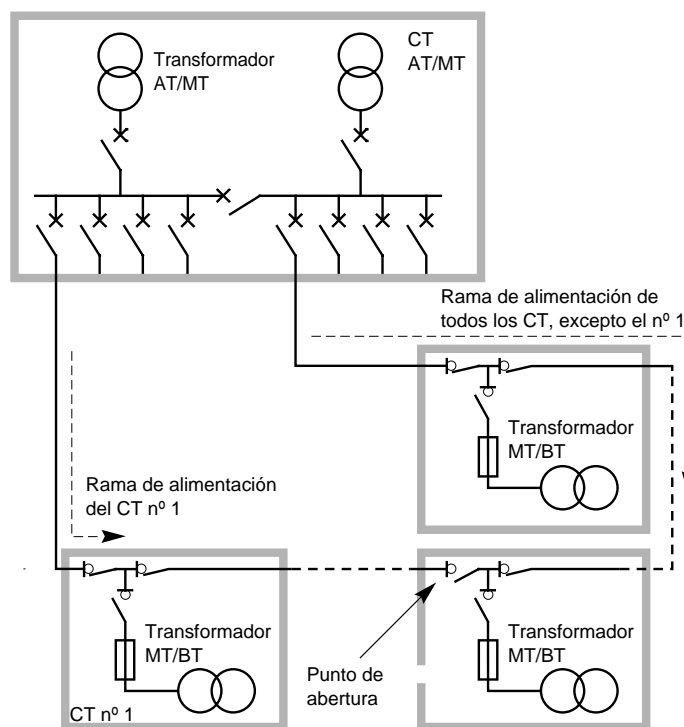 Transformador
AT/MT
CT
AT/MT
Rama de alimentación de
todos los CT, excepto el nº 1
Transformador
MT/BT
Rama de alimentación
del CT nº 1
Transformador
MT/BT
CT nº 1
Punto de
abertura
Transformador
MT/BT